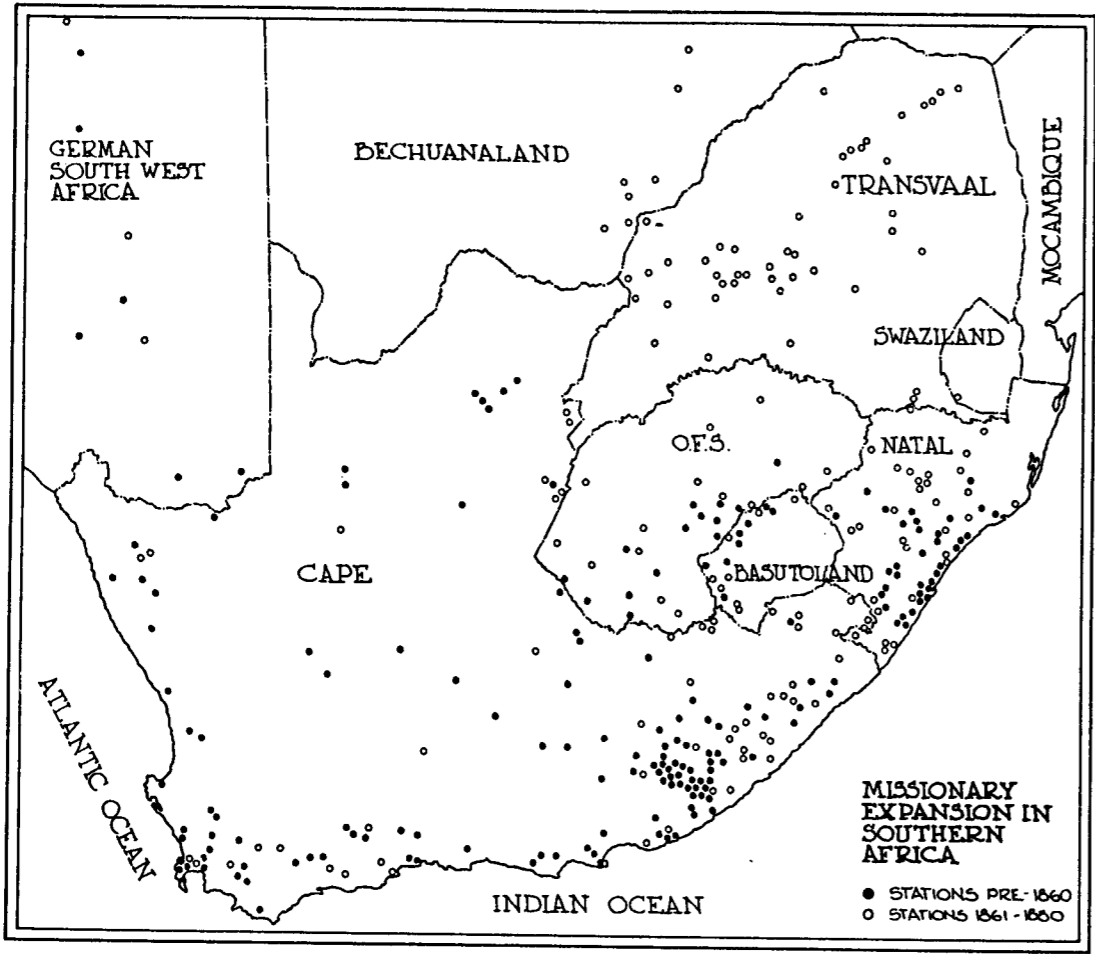 GERMAN
SOUTH WEST
AFRICA
BECHUANALAND
TRANSVAAL
MOCAMBIQUE
SWAZILAND
O.F.S.
NATAL
CAPE
BASUTOLAND
ATLANTIC OCEAN
INDIAN OCEAN
MISSIONARY
EXPANSION IN
SOUTHERN
AFRICA
STATIONS PRE-1860
STATIONS 1861-1880